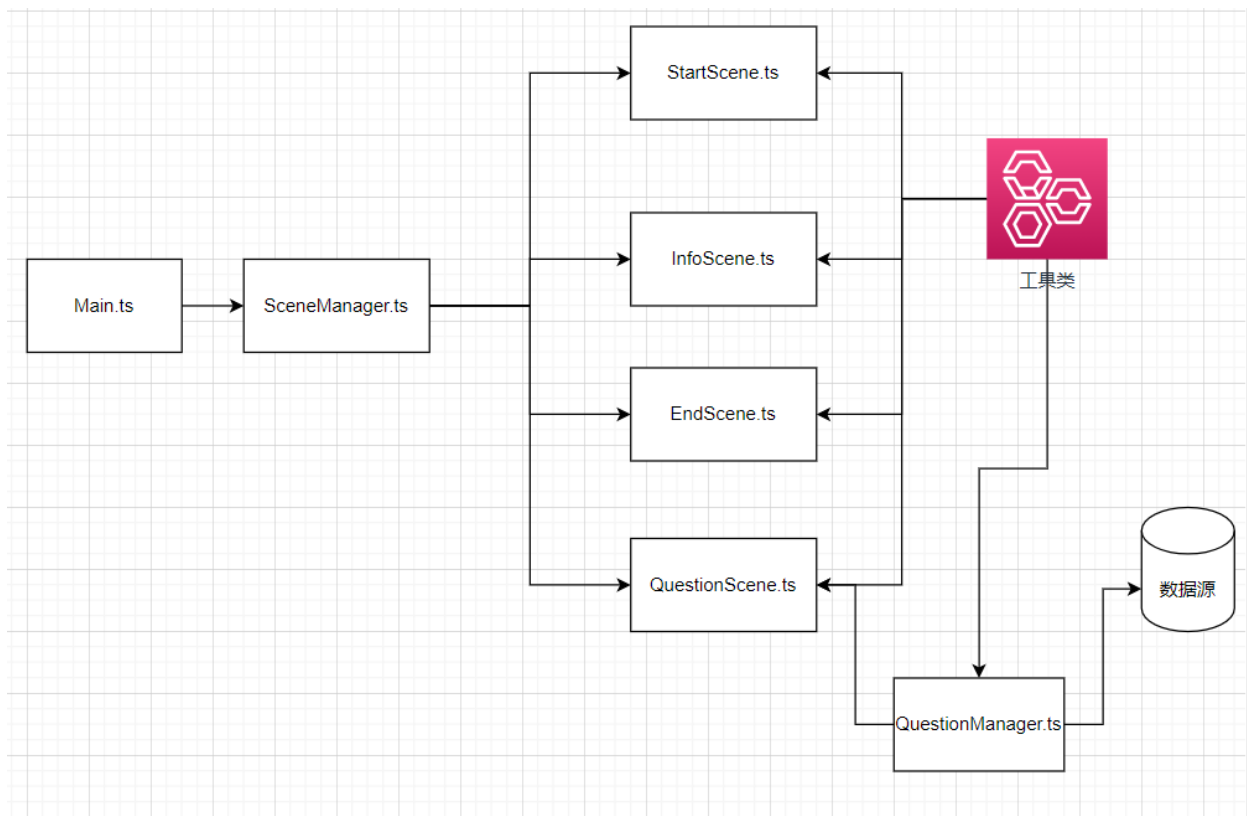 StartScene.ts
InfoScene.ts
工具类
Main.ts
SceneManager.ts
EndScene.ts
QuestionScene.ts
数据源
QuestionManager.ts